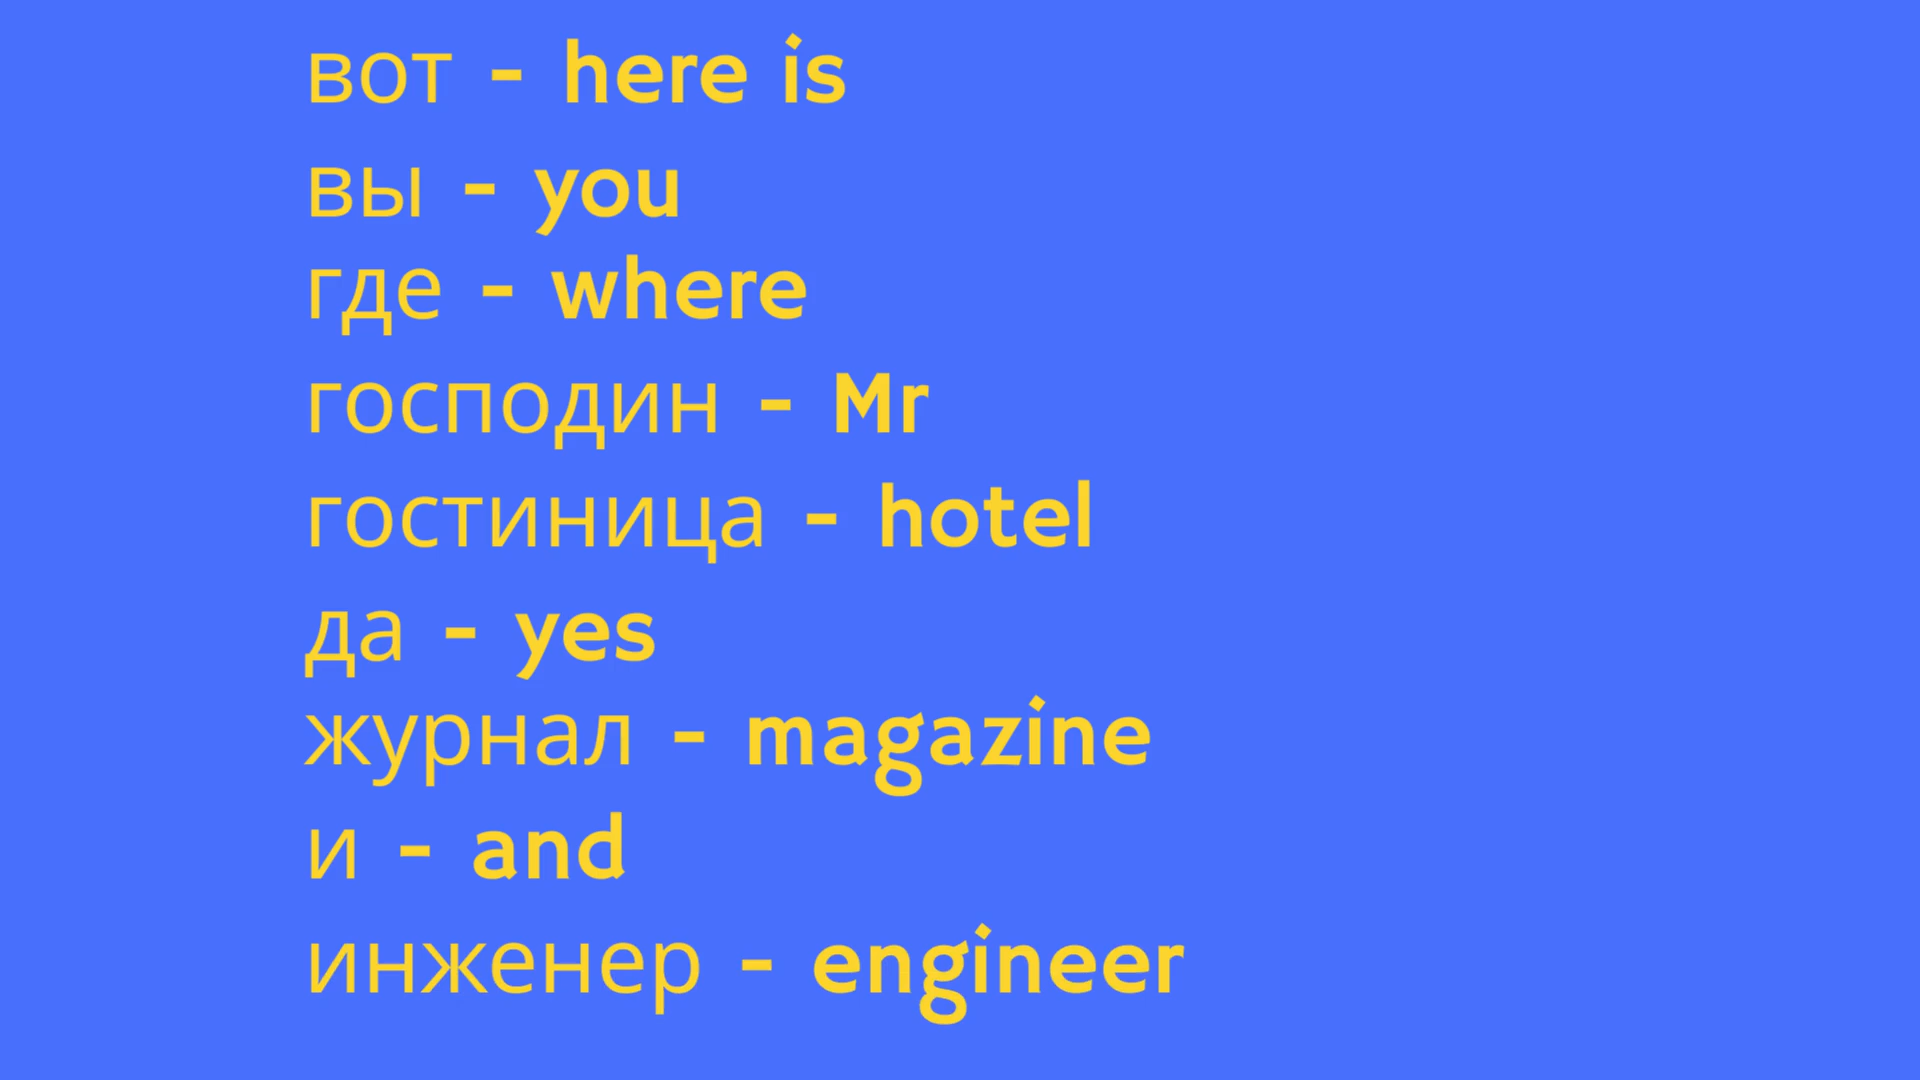 вот - here is
вы - you
где - where
господин - Mr
гостиница - hotel
да - yes
журнал - magazine
и - and
инженер - engineer